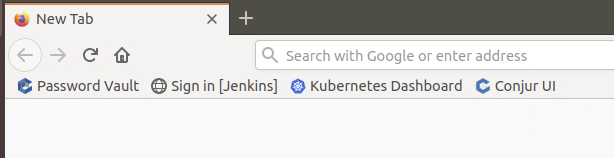 New Tab
Search with Google or enter address
Password Vault Sign in [Jenkins] Kubernetes Dashboard Conjur UI